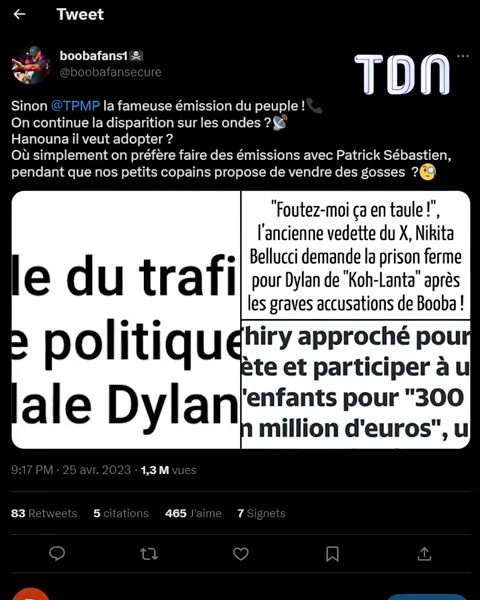 Tweet
boobafans1
@boobafansecure
TDN
Sinon @TPMP la fameuse émission du peuple !
On continue la disparition sur les ondes ?
Hanouna il veut adopter ?
Où simplement on préfère faire des émissions avec Patrick Sébastien,
pendant que nos petits copains propose de vendre des gosses ?
le du trafi
e politique
lale Dylan
"Foutez-moi ça en taule !",
l'ancienne vedette du X, Nikita
Bellucci demande la prison ferme
pour Dylan de "Koh-Lanta" après
les graves accusations de Booba !
hiry approché pour
ète et participer à u
'enfants pour "300
n million d'euros", u
9:17 PM · 25 avr. 2023 · 1,3 M vues
83 Retweets 5 citations 465 J'aime 7 Signets